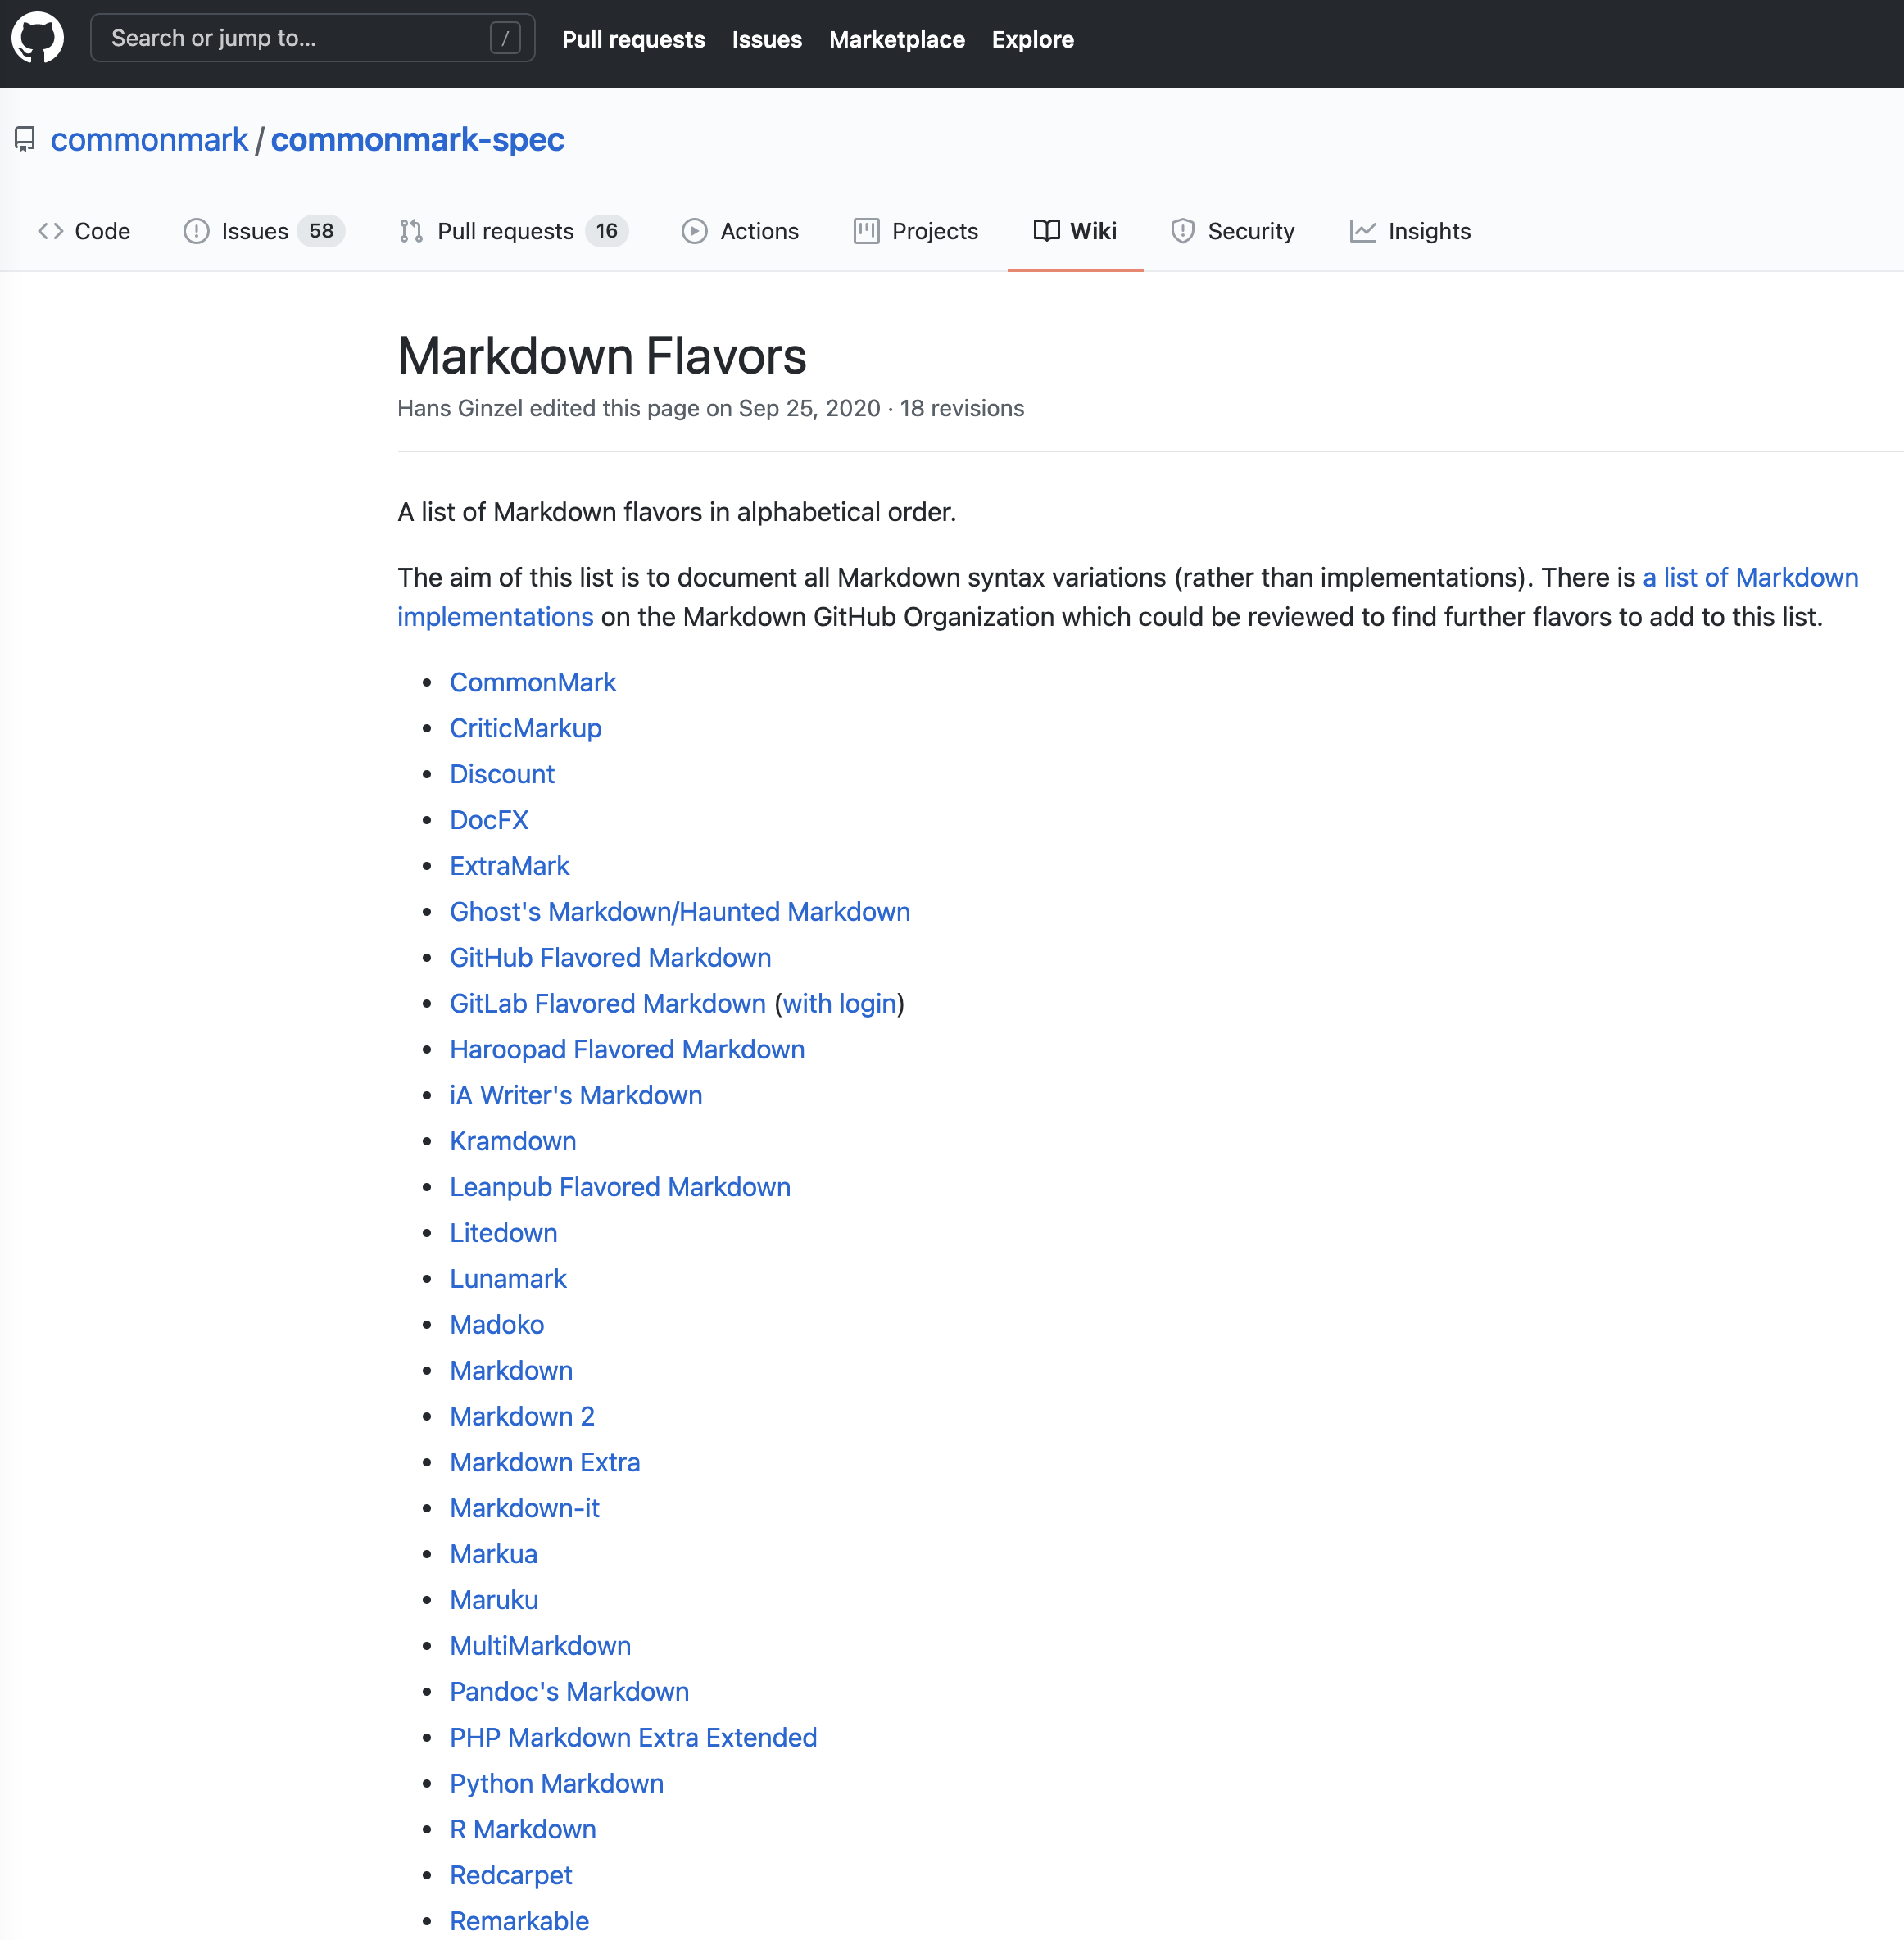 Search or jump to... /
Pull requests Issues Marketplace Explore
commonmark / commonmark-spec
Code Issues 58 Pull requests 16 Actions Projects Wiki Security Insights
Markdown Flavors
Hans Ginzel edited this page on Sep 25, 2020 · 18 revisions
A list of Markdown flavors in alphabetical order.
The aim of this list is to document all Markdown syntax variations (rather than implementations). There is a list of Markdown
implementations on the Markdown GitHub Organization which could be reviewed to find further flavors to add to this list.
• CommonMark
• CriticMarkup
• Discount
• DocFX
• ExtraMark
• Ghost's Markdown/Haunted Markdown
• GitHub Flavored Markdown
• GitLab Flavored Markdown (with login)
• Haroopad Flavored Markdown
• iA Writer's Markdown
• Kramdown
• Leanpub Flavored Markdown
• Litedown
• Lunamark
• Madoko
• Markdown
• Markdown 2
• Markdown Extra
• Markdown-it
• Markua
• Maruku
• MultiMarkdown
• Pandoc's Markdown
• PHP Markdown Extra Extended
• Python Markdown
• R Markdown
• Redcarpet
• Remarkable